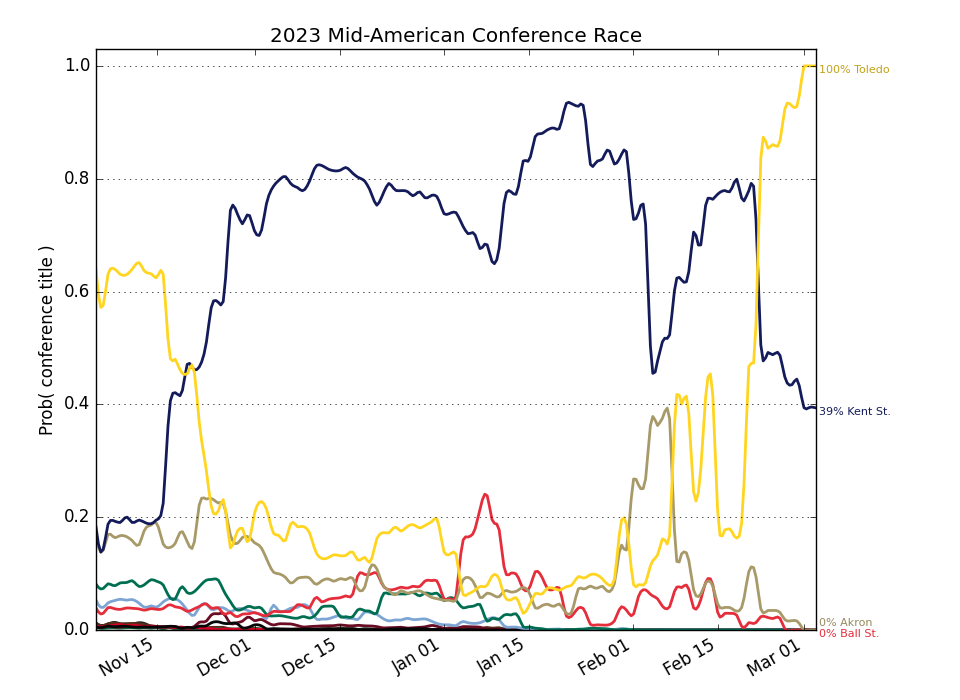 2023 Mid-American Conference Race
Prob( conference title )
1.0
0.8
0.6
0.4
0.2
0.0
100% Toledo
39% Kent St.
0% Akron
0% Ball St.
Nov 15
Dec 01
Dec 15
Jan 01
Jan 15
Feb 01
Feb 15
Mar 01